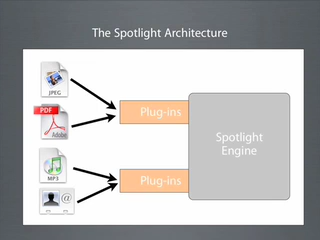 The Spotlight Architecture
JPEG
PDF
Adobe
Plug-ins
Spotlight
Engine
MP3
@
Plug-ins